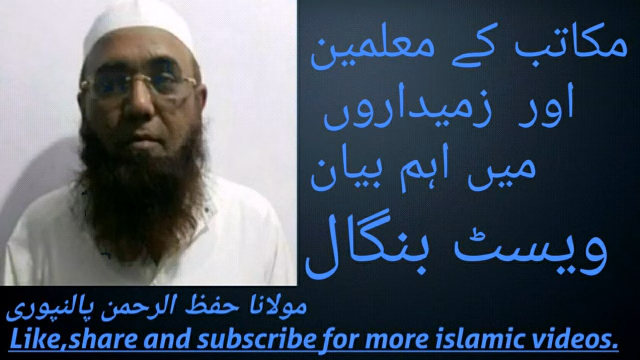 مکاتب کے معلمین
اور زمیداروں
میں اہم بیان
ویسٹ بنگال
مولانا حفظ الرحمن پالنپوری
Like,share and subscribe for more islamic videos.